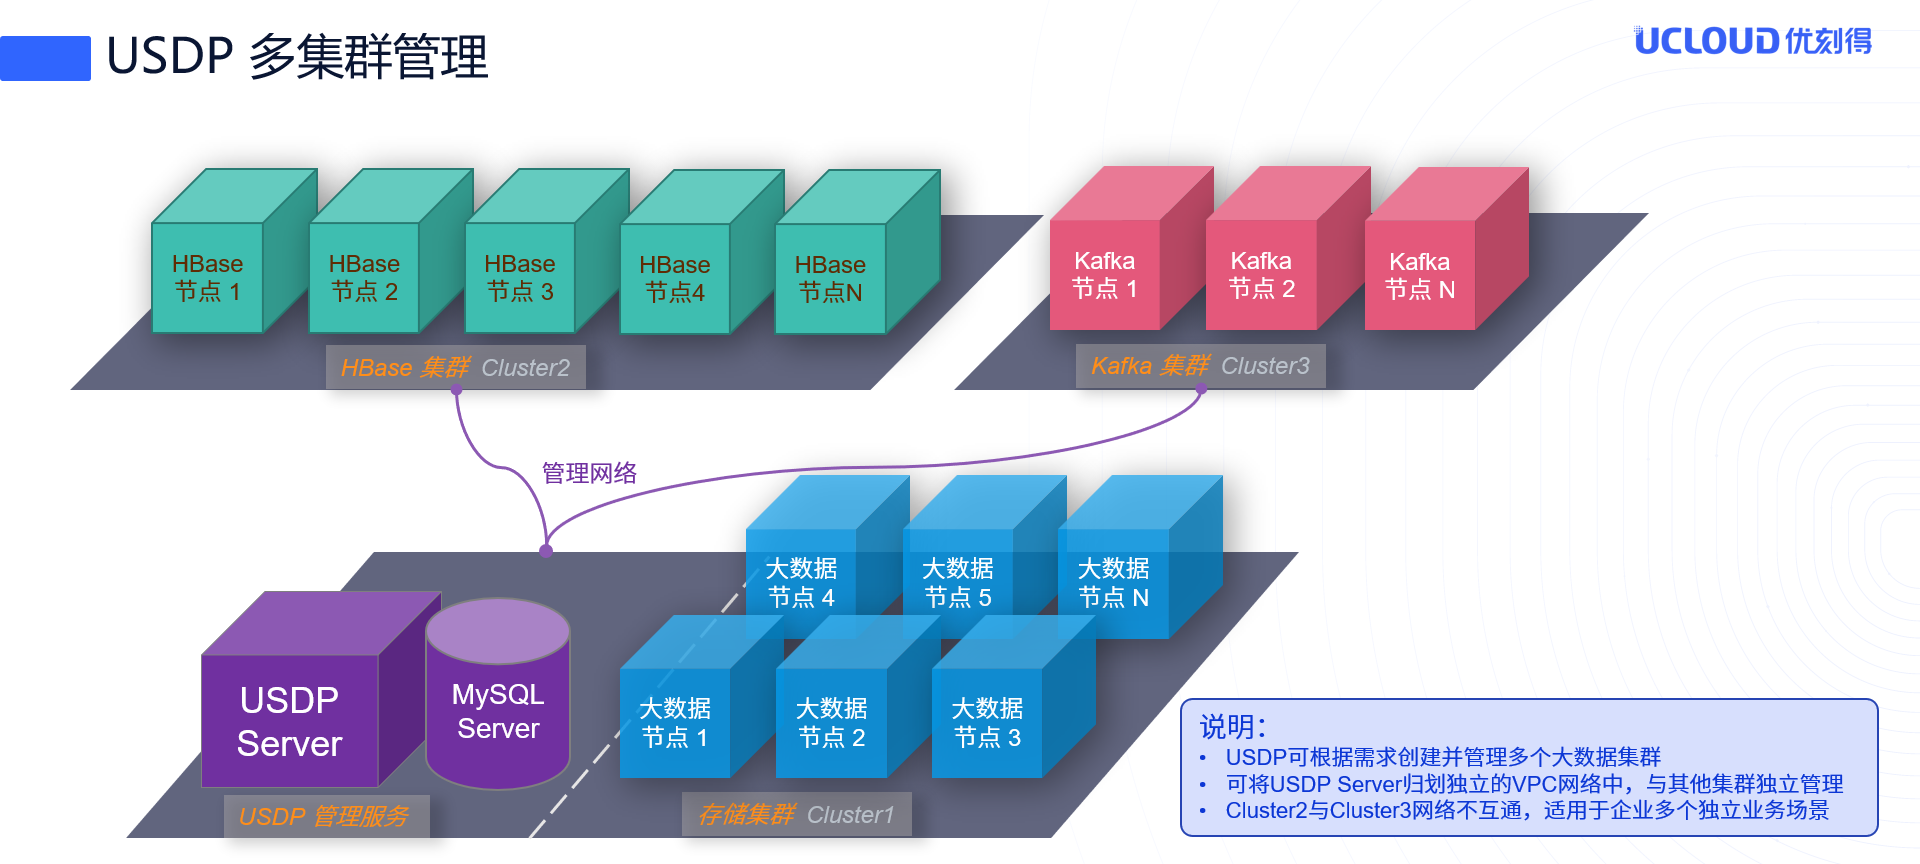 USDP 多集群管理
UCLOUD 优刻得
HBase
节点 1
HBase
节点 2
HBase
节点 3
HBase
节点4
HBase
节点N
HBase 集群 Cluster2
Kafka
节点 1
Kafka
节点 2
Kafka
节点 N
Kafka 集群 Cluster3
管理网络
大数据
节点 4
大数据
节点 5
大数据
节点 N
USDP
Server
MySQL
Server
大数据
节点 1
大数据
节点 2
大数据
节点 3
USDP 管理服务
存储集群 Cluster1
说明：
• USDP可根据需求创建并管理多个大数据集群
• 可将USDP Server归划独立的VPC网络中，与其他集群独立管理
• Cluster2与Cluster3网络不互通，适用于企业多个独立业务场景